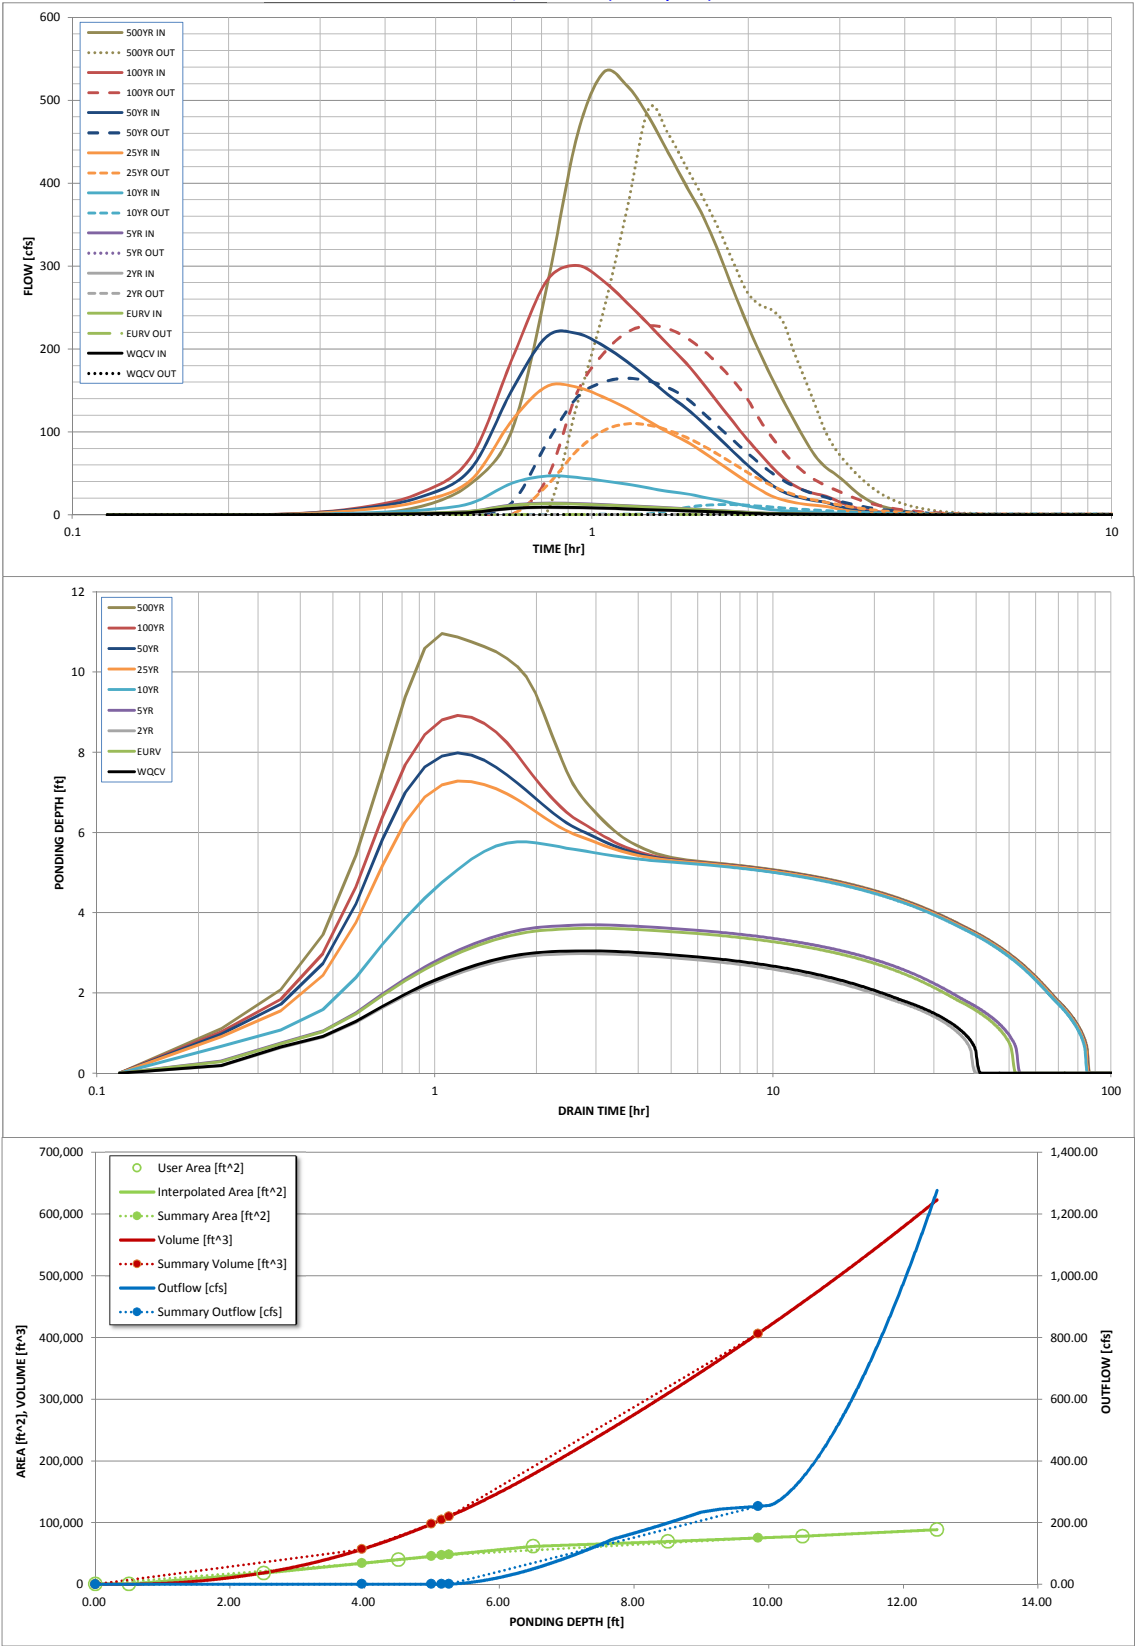 600
500
400
300
200
100
0
FLOW [cfs]
500YR IN
500YR OUT
100YR IN
100YR OUT
50YR IN
50YR OUT
25YR IN
25YR OUT
10YR IN
10YR OUT
5YR IN
5YR OUT
2YR IN
2YR OUT
EURV IN
EURV OUT
WQCV IN
WQCV OUT
0.1
1
10
TIME [hr]
12
10
8
6
4
2
0
PONDING DEPTH [ft]
500YR
100YR
50YR
25YR
10YR
5YR
2YR
EURV
WQCV
0.1
1
10
100
DRAIN TIME [hr]
700,000
600,000
500,000
400,000
300,000
200,000
100,000
0
AREA [ft^2], VOLUME [ft^3]
User Area [ft^2]
Interpolated Area [ft^2]
Summary Area [ft^2]
Volume [ft^3]
Summary Volume [ft^3]
Outflow [cfs]
Summary Outflow [cfs]
1,400.00
1,200.00
1,000.00
800.00
600.00
400.00
200.00
0.00
OUTFLOW [cfs]
0.00
2.00
4.00
6.00
8.00
10.00
12.00
14.00
PONDING DEPTH [ft]